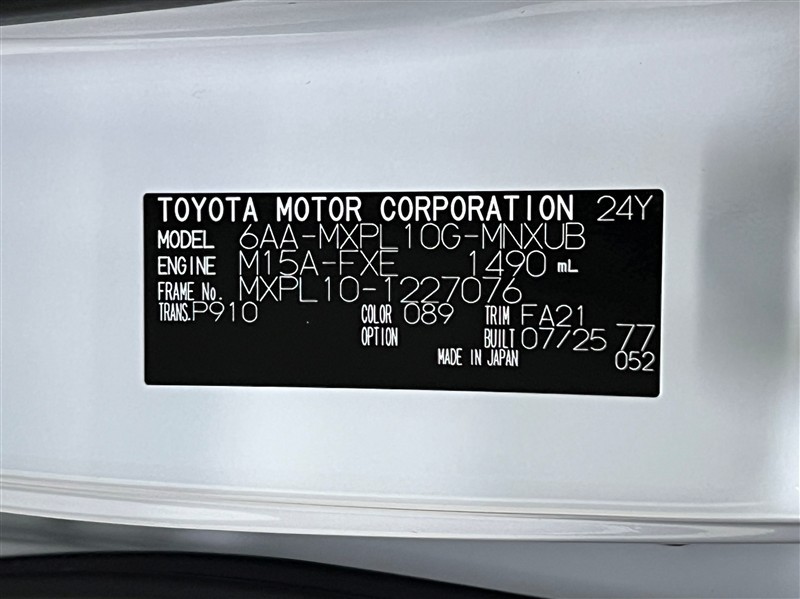 TOYOTA MOTOR CORPORATION 24Y
MODEL 6AA-MXPL10G-MNXUB
ENGINE M15A-FXE 1490 mL
FRAME No. MXPL10-1227076
TRANS. P910 COLOR 089 TRIM FA21
OPTION BUILT 07/25 77
MADE IN JAPAN 052